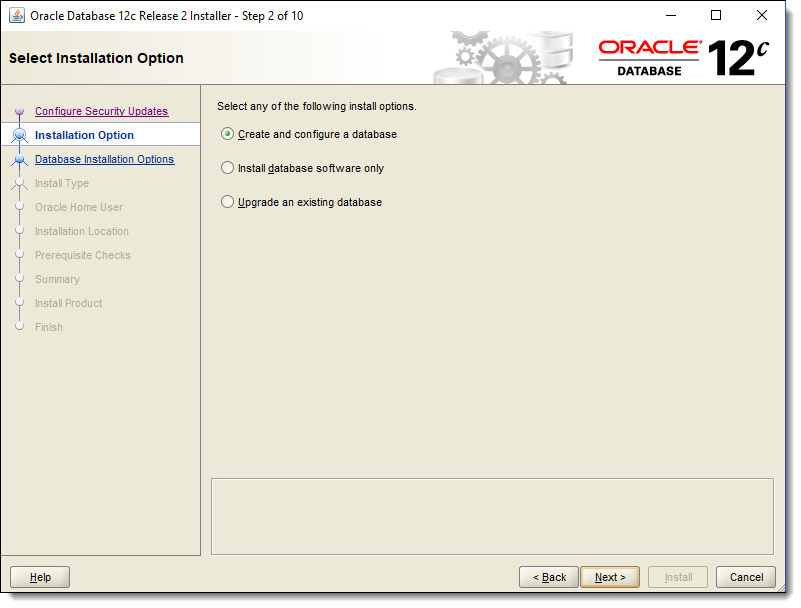 Oracle Database 12c Release 2 Installer - Step 2 of 10
Select Installation Option
ORACLE®
DATABASE
12c
Configure Security Updates
Installation Option
Database Installation Options
Install Type
Oracle Home User
Installation Location
Prerequisite Checks
Summary
Install Product
Finish
Select any of the following install options.
Create and configure a database
Install database software only
Upgrade an existing database
Help
< Back
Next >
Install
Cancel